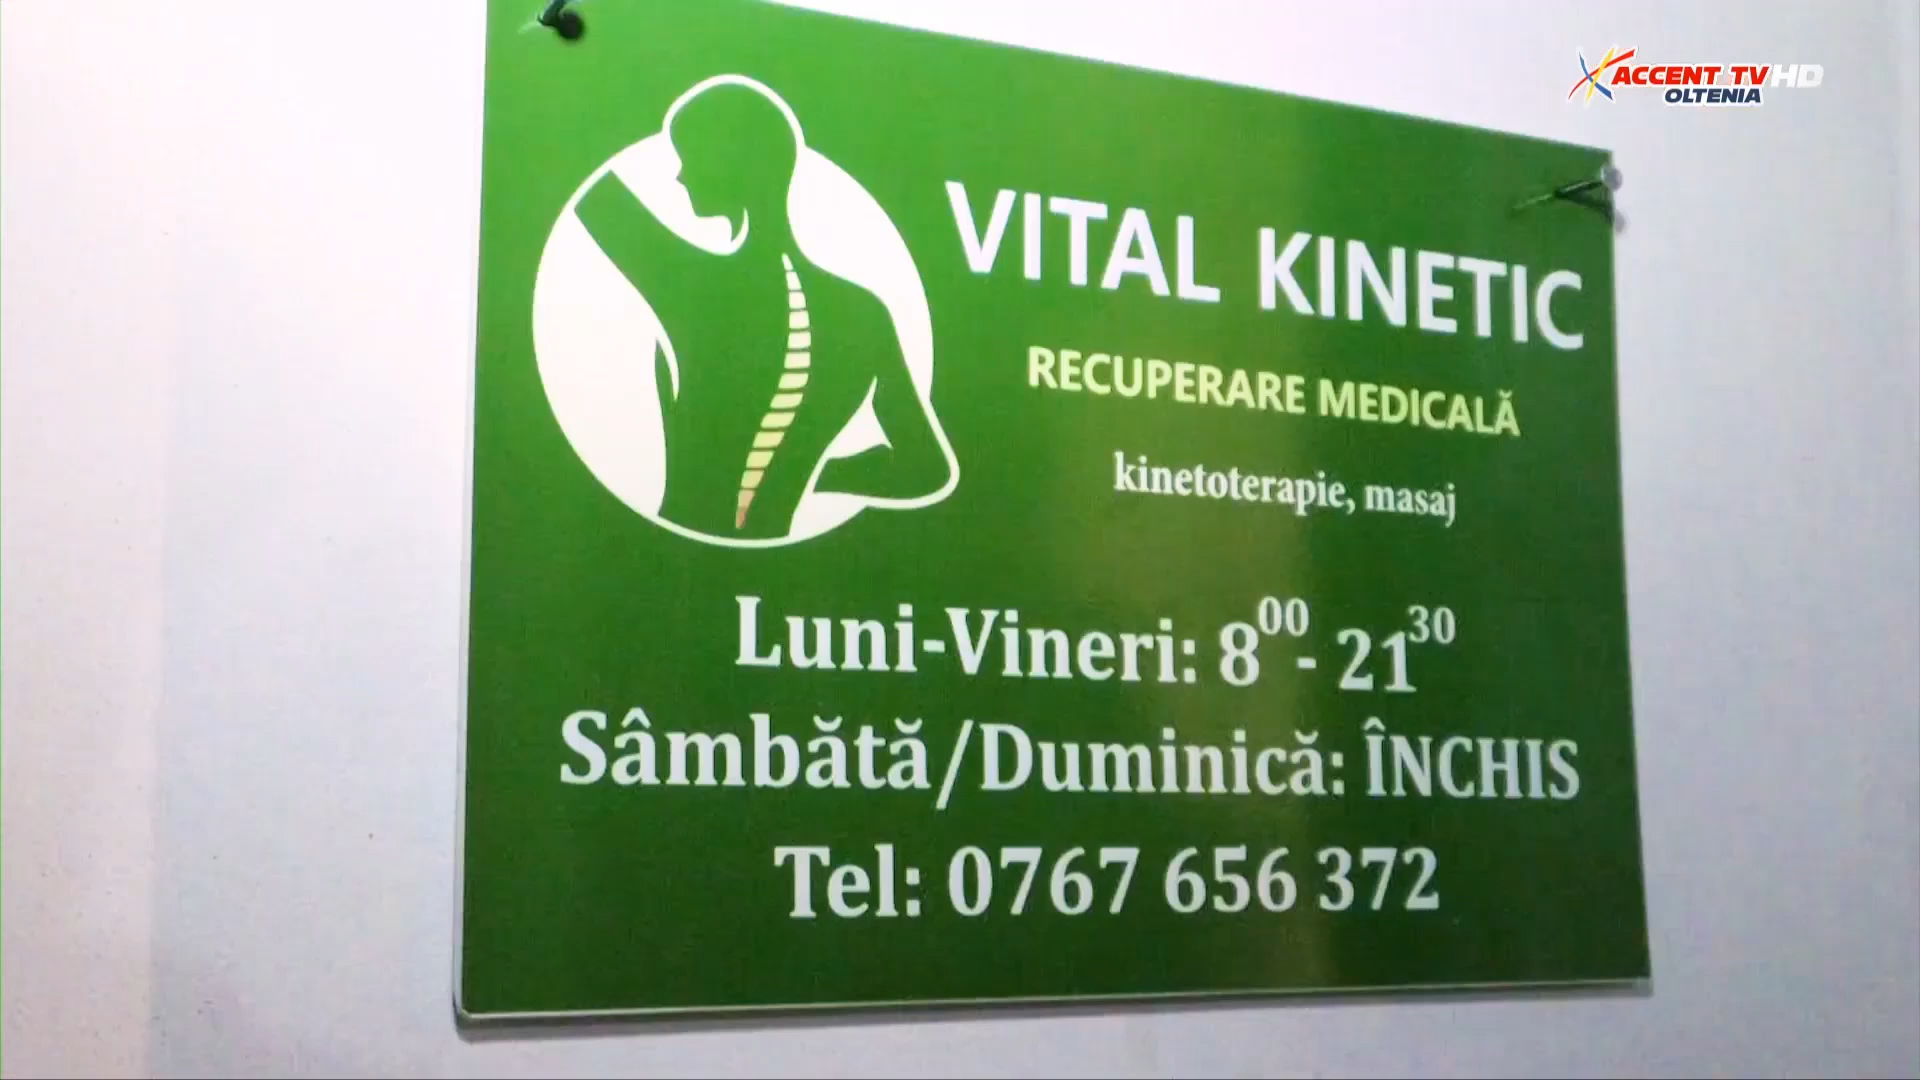 ACCENT TV HD
OLTENIA
VITAL KINETIC
RECUPERARE MEDICALĂ
kinetoterapie, masaj
Luni-Vineri: 8⁰⁰ - 21³⁰
Sâmbătă/Duminică: ÎNCHIS
Tel: 0767 656 372